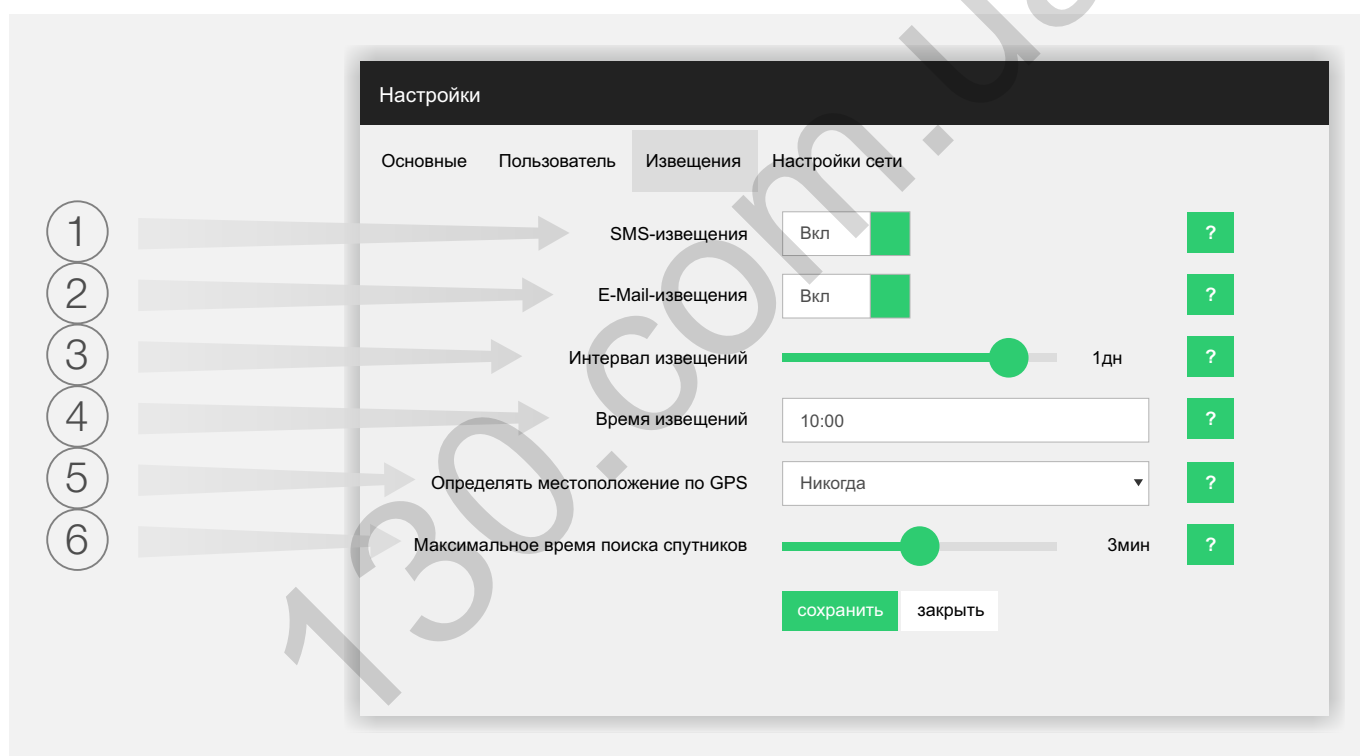 Настройки
Основные Пользователь Извещения Настройки сети
1 SMS-извещения Вкл ?
2 E-Mail-извещения Вкл ?
3 Интервал извещений 1дн ?
4 Время извещений 10:00 ?
5 Определять местоположение по GPS Никогда ?
6 Максимальное время поиска спутников 3мин ?
сохранить закрыть
130.com.ua